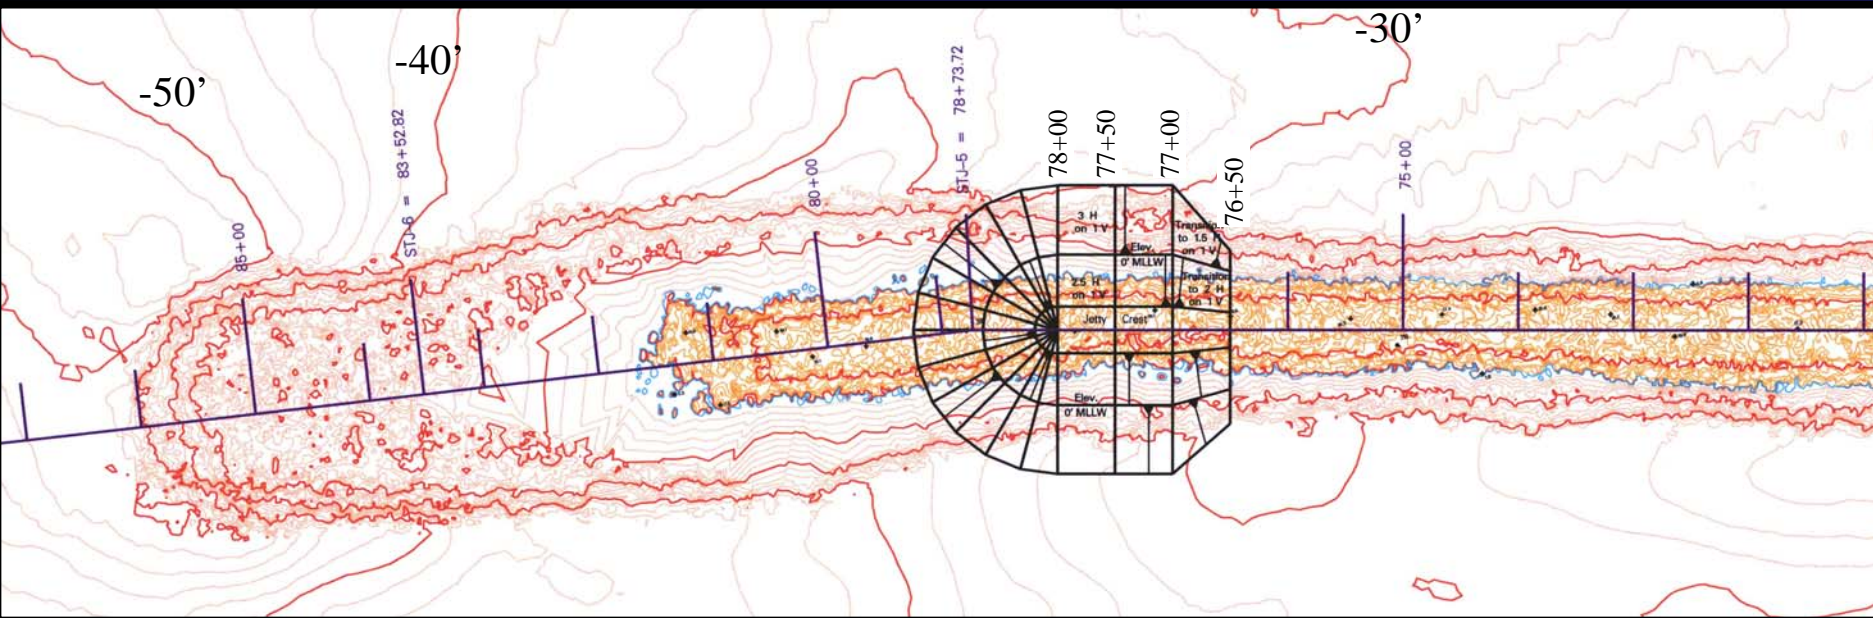 -50’
-40’
-30’
85+00
STJ-6 = 83+52.82
80+00
STJ-5 = 78+73.72
78+00
77+50
77+00
76+50
75+00
3 H
on 1 V
Elev.
0' MLLW
Transition
to 1.5 H
on 1 V
2.5 H
on 1 V
Transition
to 2 H
on 1 V
Jetty Crest
Elev.
0' MLLW